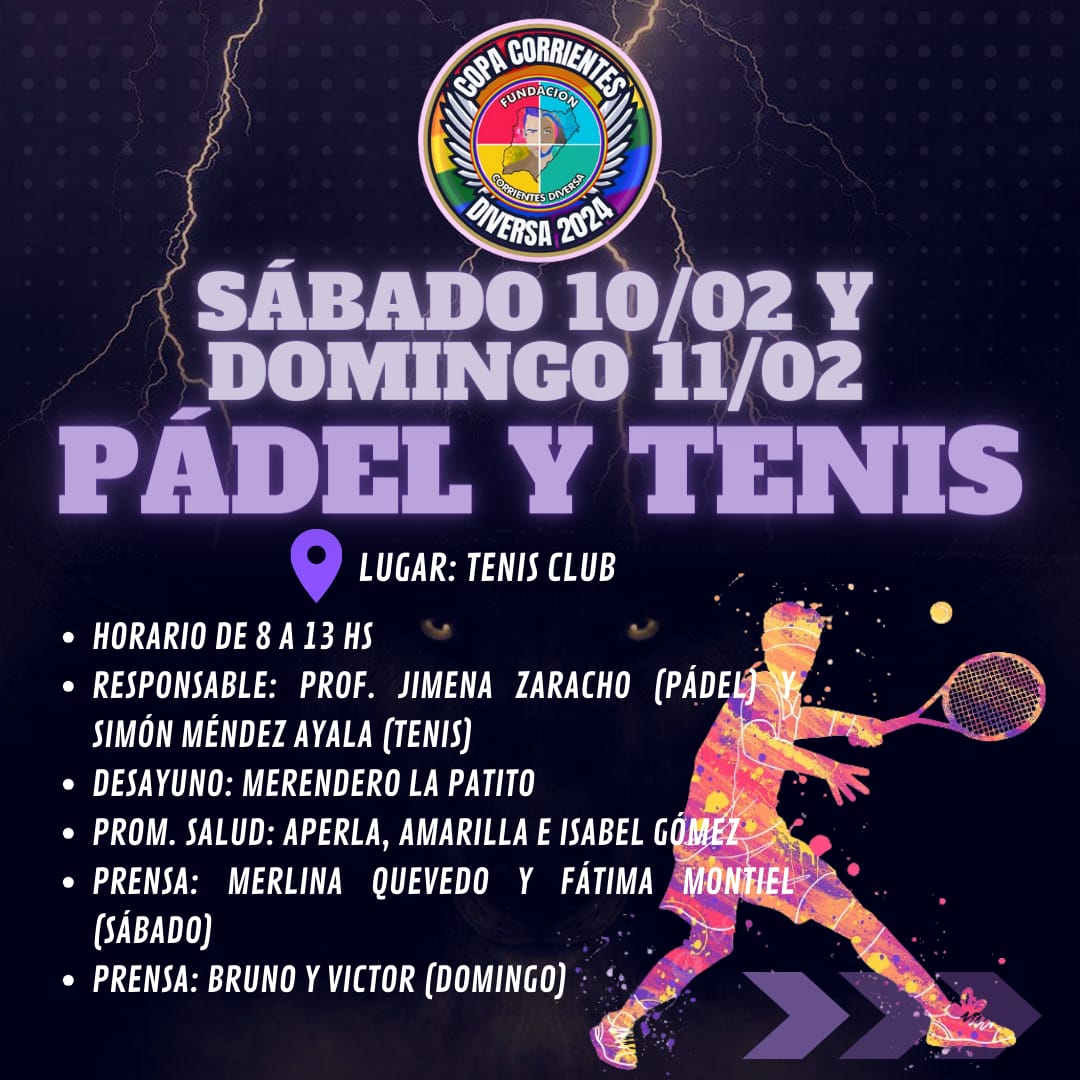 COPA CORRIENTES
FUNDACION
CORRIENTES DIVERSA
DIVERSA 2024
SÁBADO 10/02 Y
DOMINGO 11/02
PÁDEL Y TENIS
LUGAR: TENIS CLUB
• HORARIO DE 8 A 13 HS
• RESPONSABLE: PROF. JIMENA ZARACHO (PÁDEL) Y
SIMÓN MÉNDEZ AYALA (TENIS)
• DESAYUNO: MERENDERO LA PATITO
• PROM. SALUD: APERLA, AMARILLA E ISABEL GÓMEZ
• PRENSA: MERLINA QUEVEDO Y FÁTIMA MONTIEL
(SÁBADO)
• PRENSA: BRUNO Y VICTOR (DOMINGO)